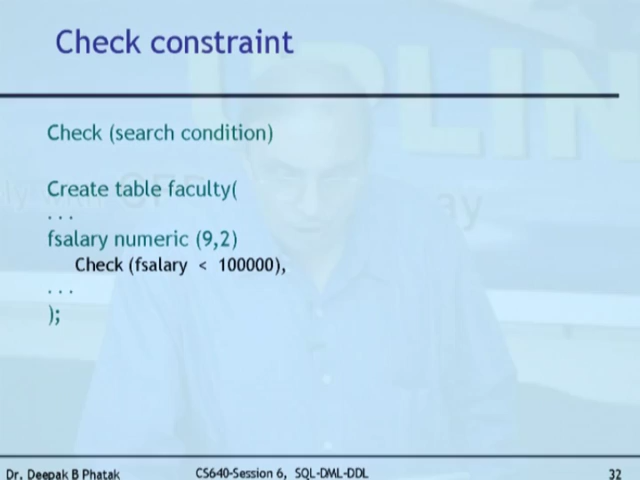 Check constraint
Check (search condition)
Create table faculty(
. . .
fsalary numeric (9,2)
Check (fsalary < 100000),
. . .
);
Dr. Deepak B Phatak
CS640-Session 6, SQL-DML-DDL
32